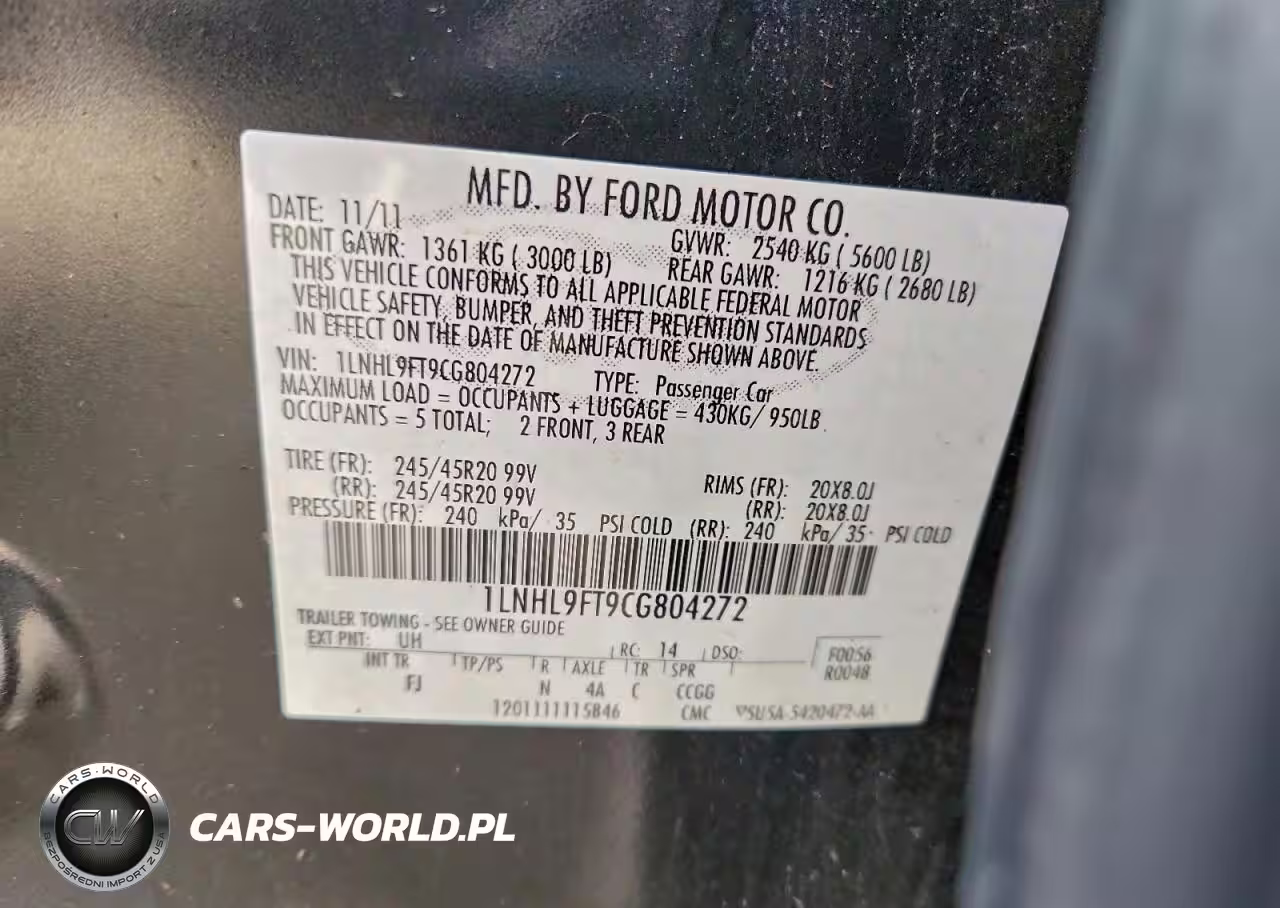 MFD. BY FORD MOTOR CO.
DATE: 11/11 GVWR: 2540 KG ( 5600 LB)
FRONT GAWR: 1361 KG ( 3000 LB) REAR GAWR: 1216 KG ( 2680 LB)
THIS VEHICLE CONFORMS TO ALL APPLICABLE FEDERAL MOTOR
VEHICLE SAFETY, BUMPER, AND THEFT PREVENTION STANDARDS
IN EFFECT ON THE DATE OF MANUFACTURE SHOWN ABOVE.
VIN: 1LNHL9FT9CG804272 TYPE: Passenger Car
MAXIMUM LOAD = OCCUPANTS + LUGGAGE = 430KG/ 950LB
OCCUPANTS = 5 TOTAL; 2 FRONT, 3 REAR
TIRE (FR): 245/45R20 99V RIMS (FR): 20X8.0J
(RR): 245/45R20 99V (RR): 20X8.0J
PRESSURE (FR): 240 kPa/ 35 PSI COLD (RR): 240 kPa/ 35 PSI COLD
1LNHL9FT9CG804272
TRAILER TOWING - SEE OWNER GUIDE
EXT PNT: UH RC: 14 DSO: F0056
INT TR TP/PS R AXLE TR SPR R0048
FJ N 4A C CCGG
1201111115846 CMC
CARS-WORLD
CW
BEZPOŚREDNI IMPORT Z USA
CARS-WORLD.PL